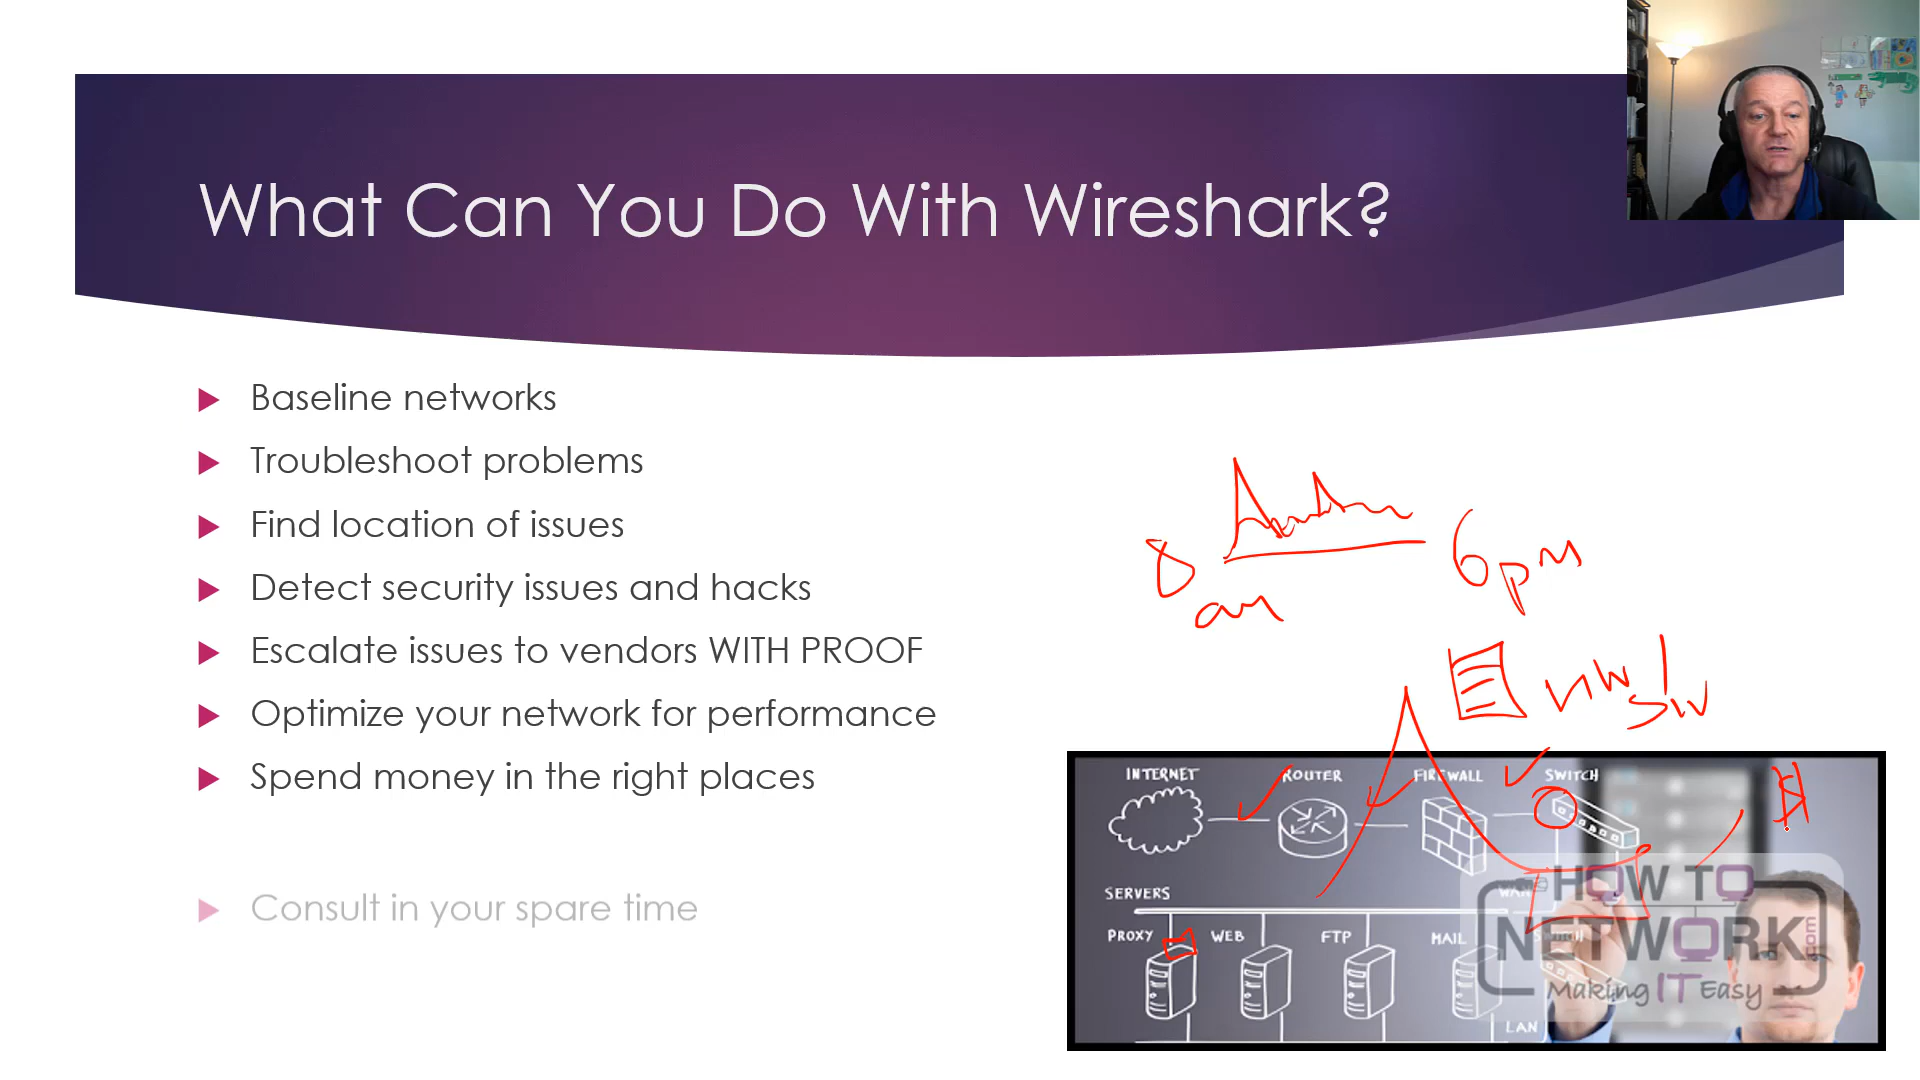 What Can You Do With Wireshark?
Baseline networks
Troubleshoot problems
Find location of issues
Detect security issues and hacks
Escalate issues to vendors WITH PROOF
Optimize your network for performance
Spend money in the right places
Consult in your spare time
8 am
6pm
INTERNET
ROUTER
FIREWALL
SWITCH
SERVERS
PROXY
WEB
FTP
MAIL
LAN
HOW TO
NETWORK.com
Making IT Easy